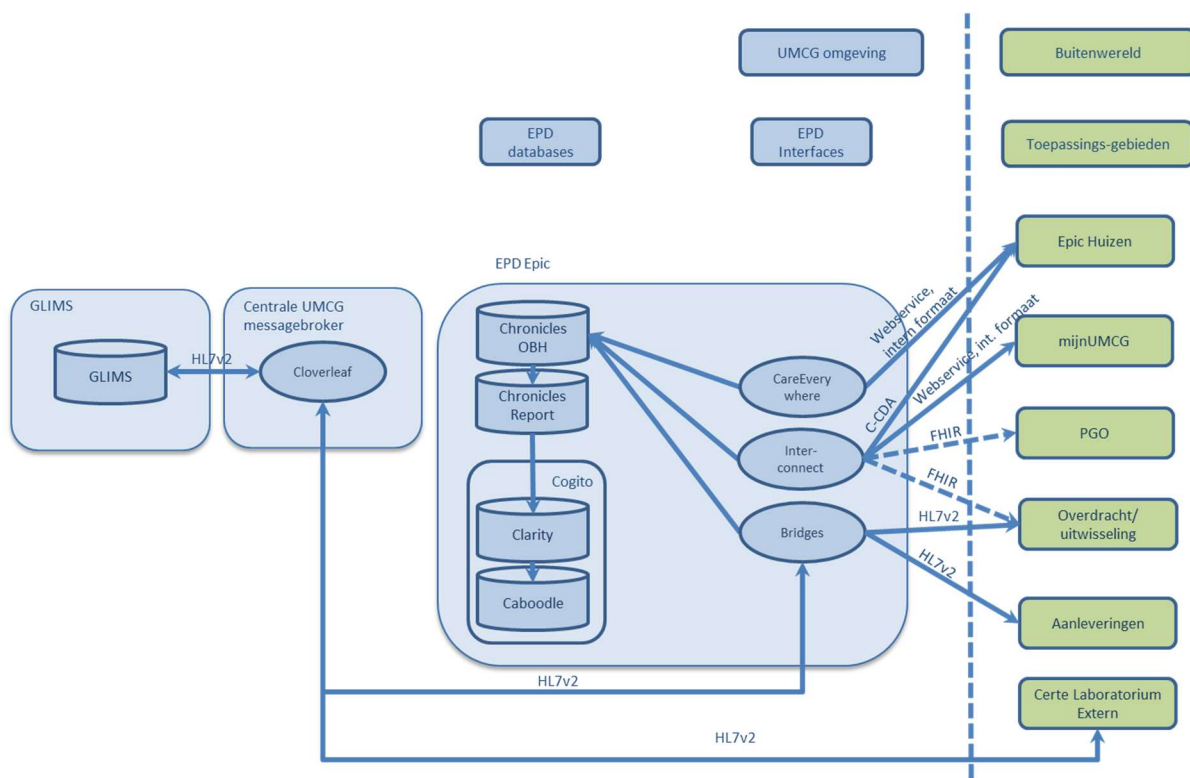 UMCG omgeving
Buitenwereld
EPD
databases
EPD
Interfaces
Toepassings-gebieden
EPD Epic
GLIMS
GLIMS
HL7v2
Centrale UMCG
messagebroker
Cloverleaf
Chronicles
OBH
Chronicles
Report
Cogito
Clarity
Caboodle
CareEvery
where
Inter-
connect
Bridges
Webservice,
intern formaat
C-CDA
Webservice, int. formaat
FHIR
FHIR
HL7v2
HL7v2
Epic Huizen
mijnUMCG
PGO
Overdracht/
uitwisseling
Aanleveringen
Certe Laboratorium
Extern
HL7v2
HL7v2